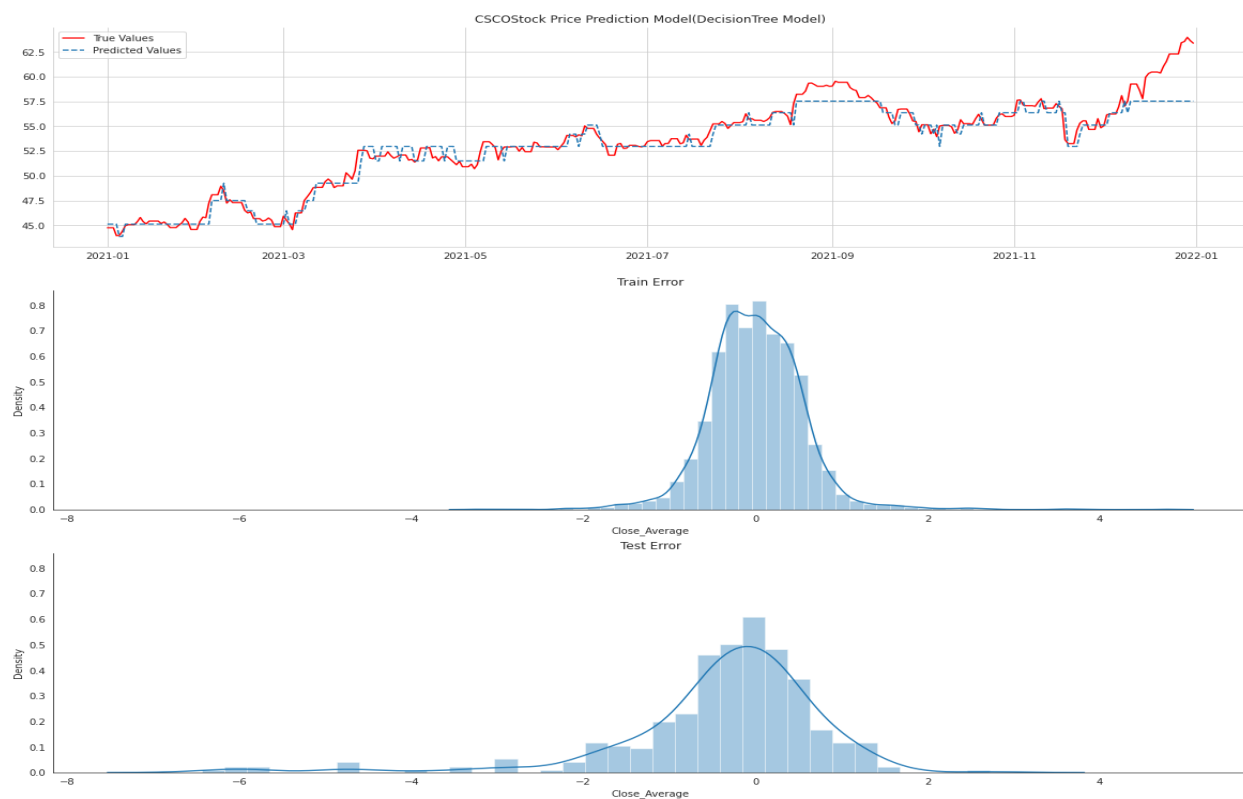 CSCOStock Price Prediction Model(DecisionTree Model)
True Values
Predicted Values
62.5
60.0
57.5
55.0
52.5
50.0
47.5
45.0
2021-01 2021-03 2021-05 2021-07 2021-09 2021-11 2022-01
Train Error
0.8
0.7
0.6
0.5
0.4
0.3
0.2
0.1
0.0
Density
−8 −6 −4 −2 0 2 4
Close_Average
Test Error
0.8
0.7
0.6
0.5
0.4
0.3
0.2
0.1
0.0
Density
−8 −6 −4 −2 0 2 4
Close_Average